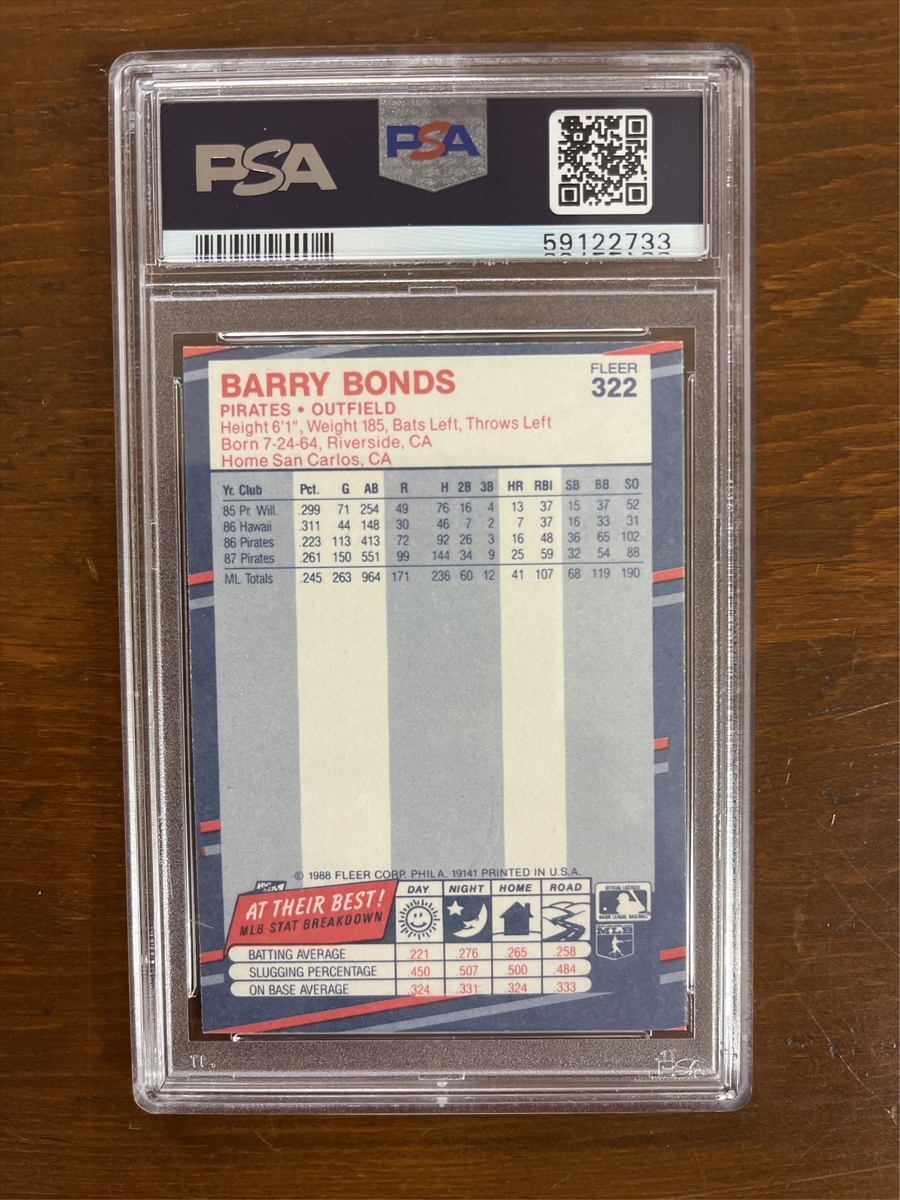 PSA
PSA
59122733
BARRY BONDS
FLEER
322
PIRATES • OUTFIELD
Height 6'1", Weight 185, Bats Left, Throws Left
Born 7-24-64, Riverside, CA
Home San Carlos, CA
Yr. Club Pct. G AB R H 2B 3B HR RBI SB BB SO
85 Pr. Will. .299 71 254 49 76 16 4 13 37 15 37 52
86 Hawaii .311 44 148 30 46 7 2 7 37 16 33 31
86 Pirates .223 113 413 72 92 26 3 16 48 36 65 102
87 Pirates .261 150 551 99 144 34 9 25 59 32 54 88
ML Totals .245 263 964 171 236 60 12 41 107 68 119 190
© 1988 FLEER CORP. PHILA. 19141 PRINTED IN U.S.A.
AT THEIR BEST!
MLB STAT BREAKDOWN
DAY NIGHT HOME ROAD
BATTING AVERAGE .221 .276 .265 .258
SLUGGING PERCENTAGE .450 .507 .500 .484
ON BASE AVERAGE .324 .331 .324 .333
OFFICIAL LICENSEE
MAJOR LEAGUE BASEBALL
PSA